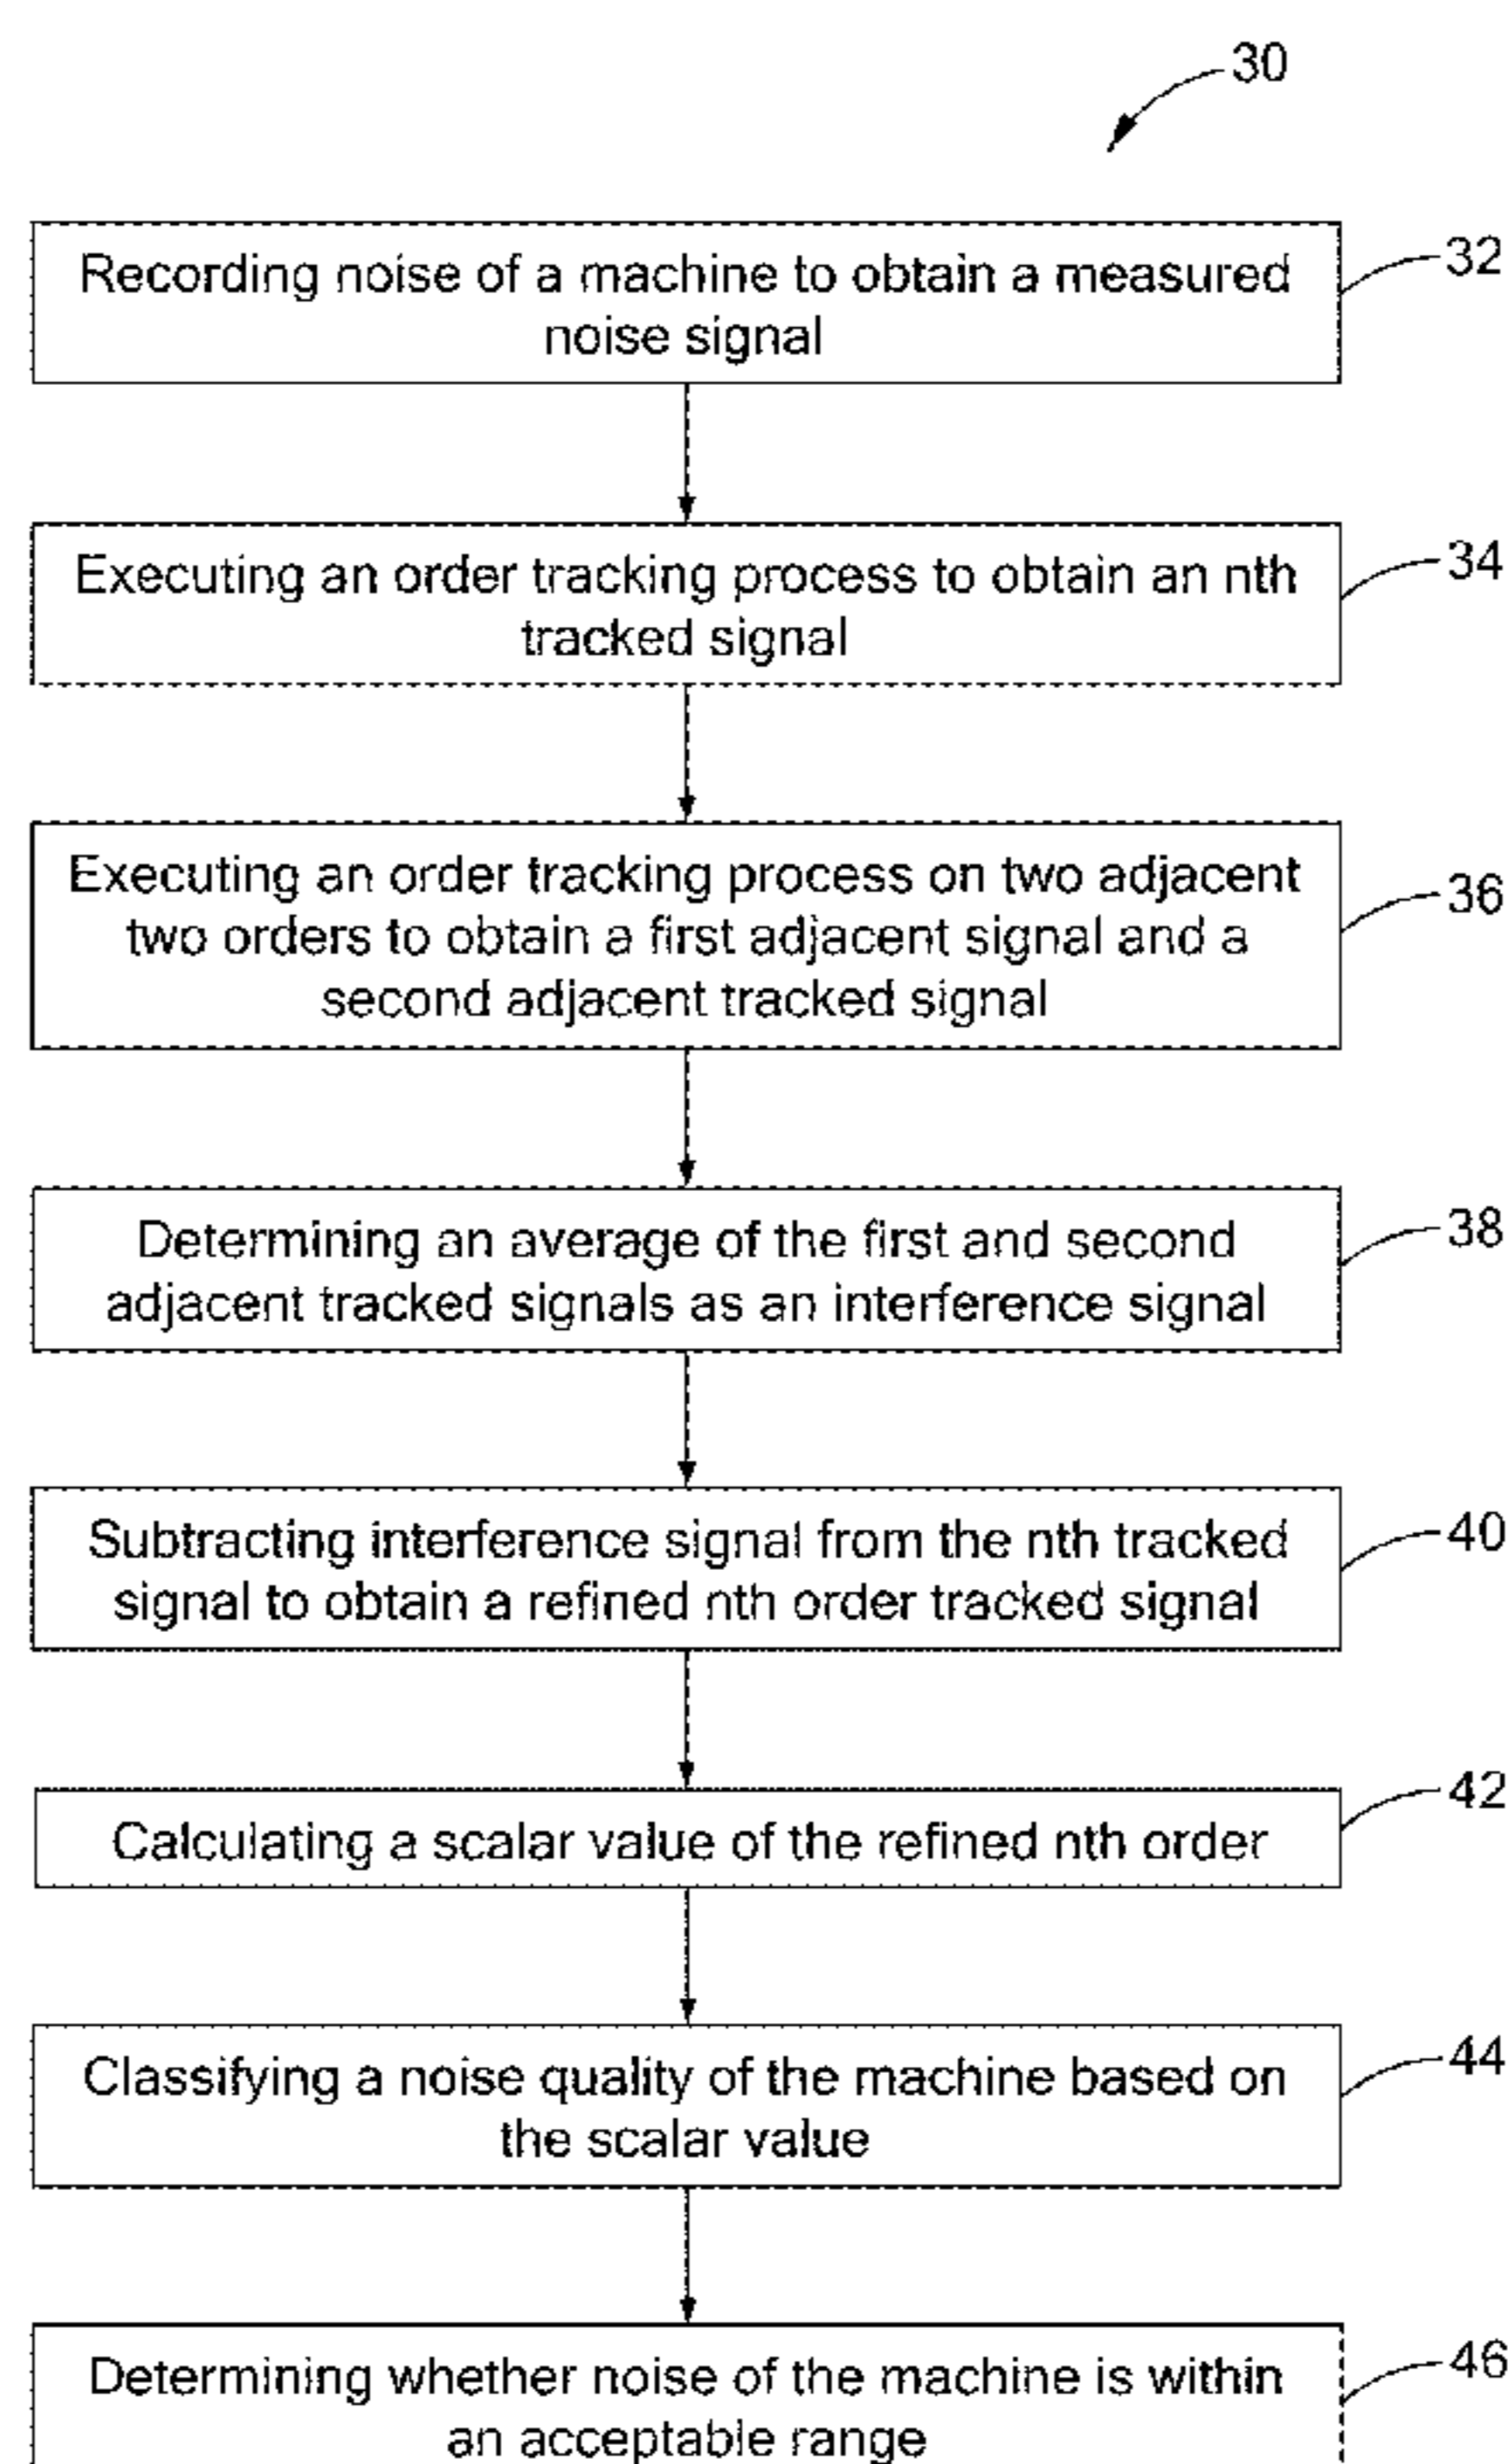 30
Recording noise of a machine to obtain a measured
noise signal
32
Executing an order tracking process to obtain an nth
tracked signal
34
Executing an order tracking process on two adjacent
two orders to obtain a first adjacent signal and a
second adjacent tracked signal
36
Determining an average of the first and second
adjacent tracked signals as an interference signal
38
Subtracting interference signal from the nth tracked
signal to obtain a refined nth order tracked signal
40
Calculating a scalar value of the refined nth order
42
Classifying a noise quality of the machine based on
the scalar value
44
Determining whether noise of the machine is within
an acceptable range
46